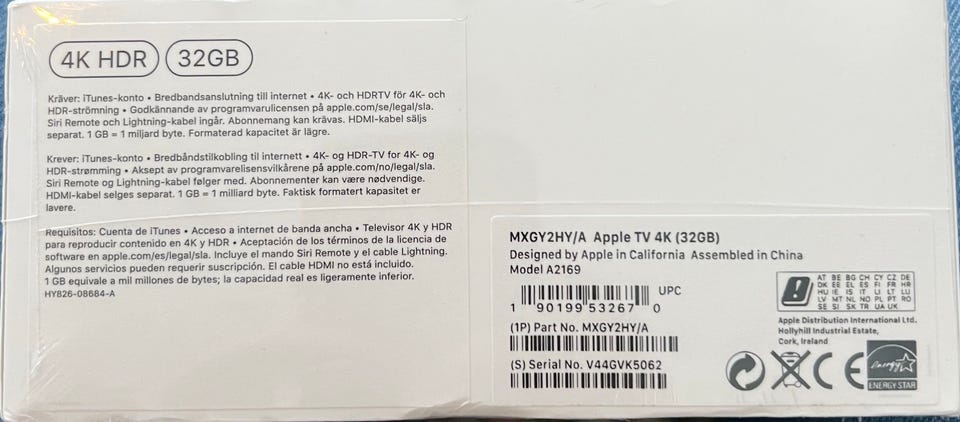 4K HDR 32GB
Kräver: iTunes-konto • Bredbandsanslutning till internet • 4K- och HDRTV för 4K- och
HDR-strömning • Godkännande av programvarulicensen på apple.com/se/legal/sla.
Siri Remote och Lightning-kabel ingår. Abonnemang kan krävas. HDMI-kabel säljs
separat. 1 GB = 1 miljard byte. Formaterad kapacitet är lägre.
Krever: iTunes-konto • Bredbåndstilkobling til internett • 4K- og HDR-TV for 4K- og
HDR-strømming • Aksept av programvarelisensvilkårene på apple.com/no/legal/sla.
Siri Remote og Lightning-kabel følger med. Abonnementer kan være nødvendige.
HDMI-kabel selges separat. 1 GB = 1 milliard byte. Faktisk formatert kapasitet er
lavere.
Requisitos: Cuenta de iTunes • Acceso a internet de banda ancha • Televisor 4K y HDR
para reproducir contenido en 4K y HDR • Aceptación de los términos de la licencia de
software en apple.com/es/legal/sla. Incluye el mando Siri Remote y el cable Lightning.
Algunos servicios pueden requerir suscripción. El cable HDMI no está incluido.
1 GB equivale a mil millones de bytes; la capacidad real es ligeramente inferior.
HY826-08684-A
MXGY2HY/A Apple TV 4K (32GB)
Designed by Apple in California Assembled in China
Model A2169
UPC
1 90199 53267 0
(1P) Part No. MXGY2HY/A
(S) Serial No. V44GVK5062
AT BE BG CH CY CZ DE
DK EE EL ES FI FR HR
HU IE IS IT LI LT LU
LV MT NL NO PL PT RO
SE SI SK TR UA UK
Apple Distribution International Ltd.
Hollyhill Industrial Estate,
Cork, Ireland
CE
energy
ENERGY STAR